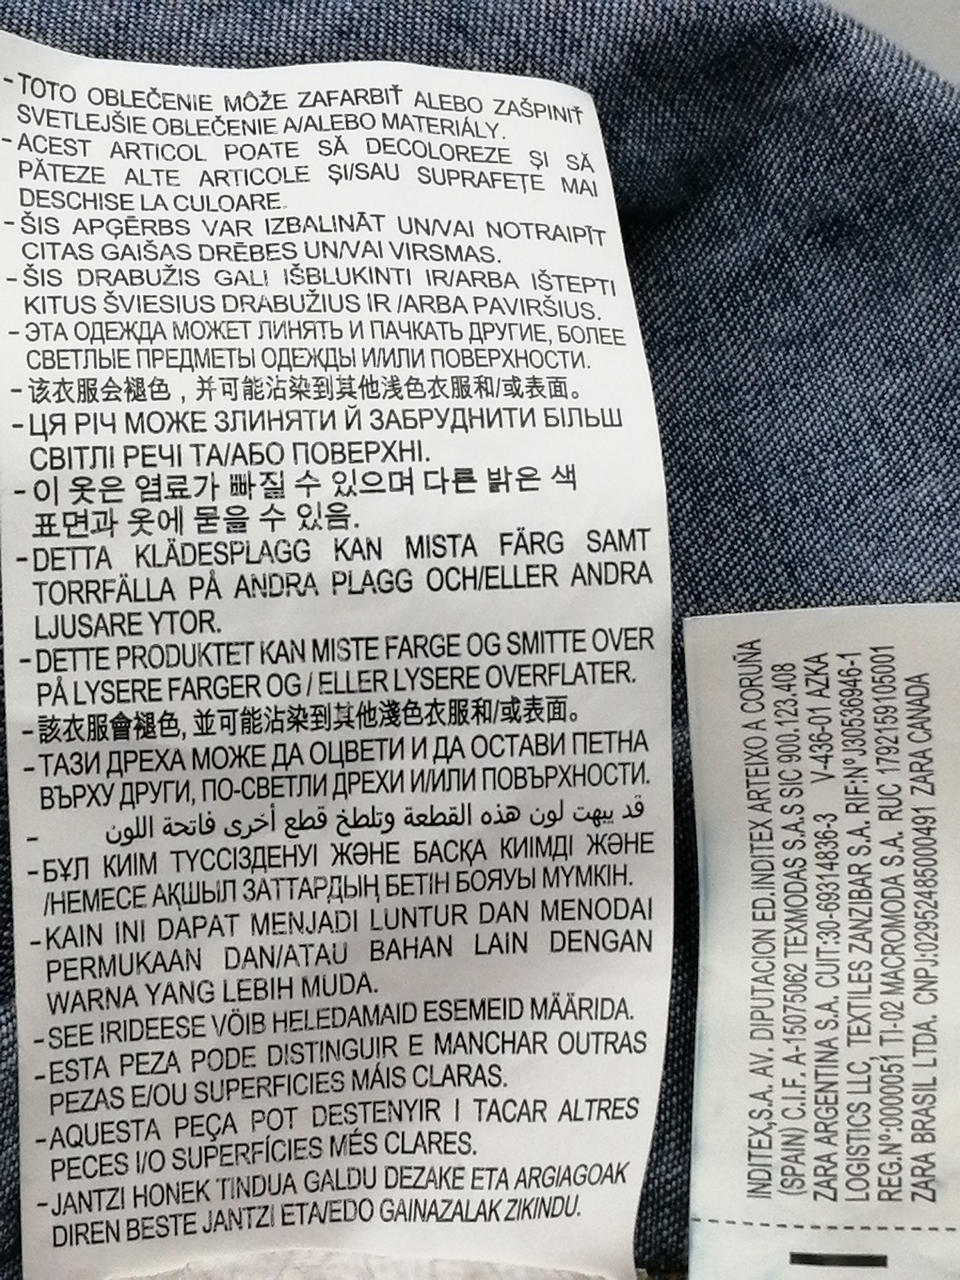 -TOTO OBLEČENIE MÔŽE ZAFARBIŤ ALEBO ZAŠPINIŤ
SVETLEJŠIE OBLEČENIE A/ALEBO MATERIÁLY.
-ACEST ARTICOL POATE SĂ DECOLOREZE ȘI SĂ
PĂTEZE ALTE ARTICOLE ȘI/SAU SUPRAFEȚE MAI
DESCHISE LA CULOARE.
-ŠIS APĢĒRBS VAR IZBALINĀT UN/VAI NOTRAIPĪT
CITAS GAIŠAS DRĒBES UN/VAI VIRSMAS.
-ŠIS DRABUŽIS GALI IŠBLUKINTI IR/ARBA IŠTEPTI
KITUS ŠVIESIUS DRABUŽIUS IR /ARBA PAVIRŠIUS.
-ЭТА ОДЕЖДА МОЖЕТ ЛИНЯТЬ И ПАЧКАТЬ ДРУГИЕ, БОЛЕЕ
СВЕТЛЫЕ ПРЕДМЕТЫ ОДЕЖДЫ И/ИЛИ ПОВЕРХНОСТИ.
-该衣服会褪色，并可能沾染到其他浅色衣服和/或表面。
-ЦЯ РІЧ МОЖЕ ЗЛИНЯТИ Й ЗАБРУДНИТИ БІЛЬШ
СВІТЛІ РЕЧІ ТА/АБО ПОВЕРХНІ.
-이 옷은 염료가 빠질 수 있으며 다른 밝은 색
표면과 옷에 묻을 수 있음.
-DETTA KLÄDESPLAGG KAN MISTA FÄRG SAMT
TORRFÄLLA PÅ ANDRA PLAGG OCH/ELLER ANDRA
LJUSARE YTOR.
-DETTE PRODUKTET KAN MISTE FARGE OG SMITTE OVER
PÅ LYSERE FARGER OG / ELLER LYSERE OVERFLATER.
-該衣服會褪色, 並可能沾染到其他淺色衣服和/或表面。
-ТАЗИ ДРЕХА МОЖЕ ДА ОЦВЕТИ И ДА ОСТАВИ ПЕТНА
ВЪРХУ ДРУГИ, ПО-СВЕТЛИ ДРЕХИ И/ИЛИ ПОВЪРХНОСТИ.
- قد يبهت لون هذه القطعة وتلطخ قطع أخرى فاتحة اللون
-БҰЛ КИІМ ТҮССІЗДЕНУІ ЖӘНЕ БАСҚА КИІМДІ ЖӘНЕ
/НЕМЕСЕ АҚШЫЛ ЗАТТАРДЫҢ БЕТІН БОЯУЫ МҮМКІН.
-KAIN INI DAPAT MENJADI LUNTUR DAN MENODAI
PERMUKAAN DAN/ATAU BAHAN LAIN DENGAN
WARNA YANG LEBIH MUDA.
-SEE IRIDEESE VÖIB HELEDAMAID ESEMEID MÄÄRIDA.
-ESTA PEZA PODE DISTINGUIR E MANCHAR OUTRAS
PEZAS E/OU SUPERFICIES MÁIS CLARAS.
-AQUESTA PEÇA POT DESTENYIR I TACAR ALTRES
PECES I/O SUPERFÍCIES MÉS CLARES.
-JANTZI HONEK TINDUA GALDU DEZAKE ETA ARGIAGOAK
DIREN BESTE JANTZI ETA/EDO GAINAZALAK ZIKINDU.
INDITEX,S.A. AV. DIPUTACION ED.INDITEX ARTEIXO A CORUÑA
(SPAIN) C.I.F. A-15075062 TEXMODAS S.A.S SIC 900.123.408
ZARA ARGENTINA S.A. CUIT:30-69314836-3 V-436-01 AZKA
LOGISTICS LLC, TEXTILES ZANZIBAR S.A. RIF:Nº J30536946-1
REG.Nº:0000051 TI-02 MACROMODA S.A. RUC 1792159105001
ZARA BRASIL LTDA. CNPJ:02952485000491 ZARA CANADA